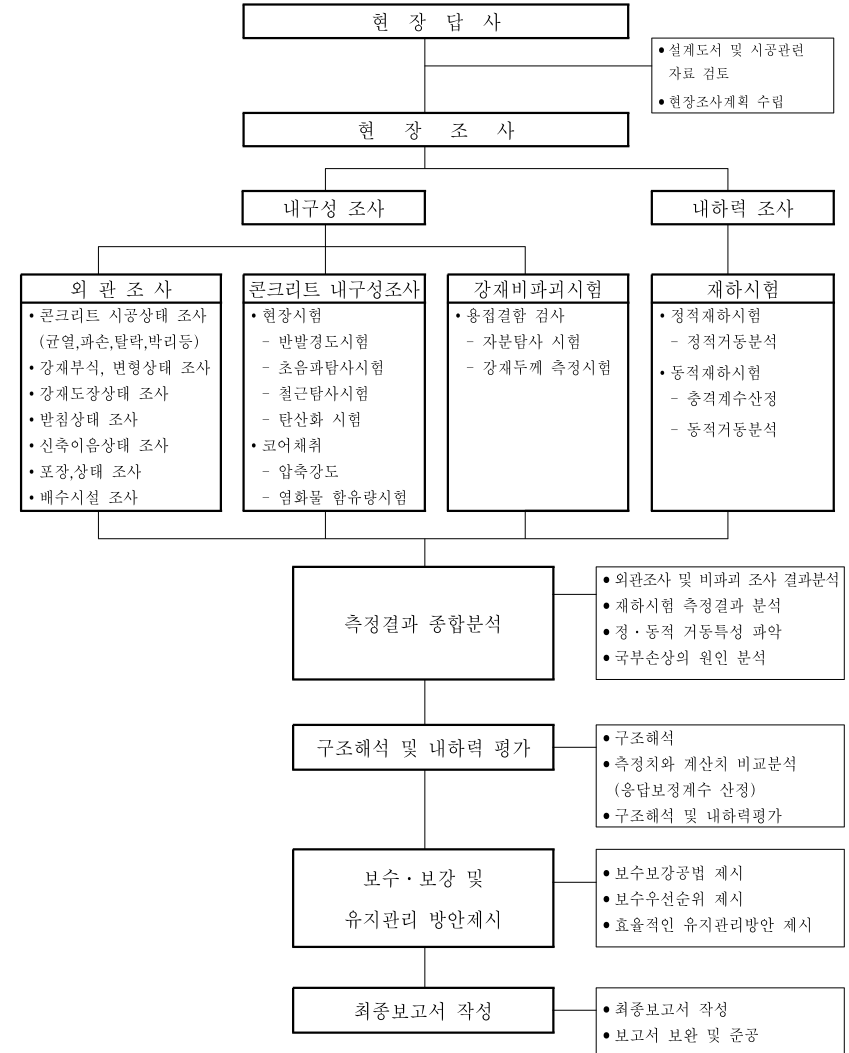 현 장 답 사
• 설계도서 및 시공관련
자료 검토
• 현장조사계획 수립
현 장 조 사
내구성 조사
내하력 조사
외 관 조 사
• 콘크리트 시공상태 조사
(균열,파손,탈락,박리등)
• 강재부식, 변형상태 조사
• 강재도장상태 조사
• 받침상태 조사
• 신축이음상태 조사
• 포장,상태 조사
• 배수시설 조사
콘크리트 내구성조사
• 현장시험
- 반발경도시험
- 초음파탐사시험
- 철근탐사시험
- 탄산화 시험
• 코어채취
- 압축강도
- 염화물 함유량시험
강재비파괴시험
• 용접결함 검사
- 자분탐사 시험
- 강재두께 측정시험
재하시험
• 정적재하시험
- 정적거동분석
• 동적재하시험
- 충격계수산정
- 동적거동분석
측정결과 종합분석
• 외관조사 및 비파괴 조사 결과분석
• 재하시험 측정결과 분석
• 정·동적 거동특성 파악
• 국부손상의 원인 분석
구조해석 및 내하력 평가
• 구조해석
• 측정치와 계산치 비교분석
(응답보정계수 산정)
• 구조해석 및 내하력평가
보수·보강 및
유지관리 방안제시
• 보수보강공법 제시
• 보수우선순위 제시
• 효율적인 유지관리방안 제시
최종보고서 작성
• 최종보고서 작성
• 보고서 보완 및 준공